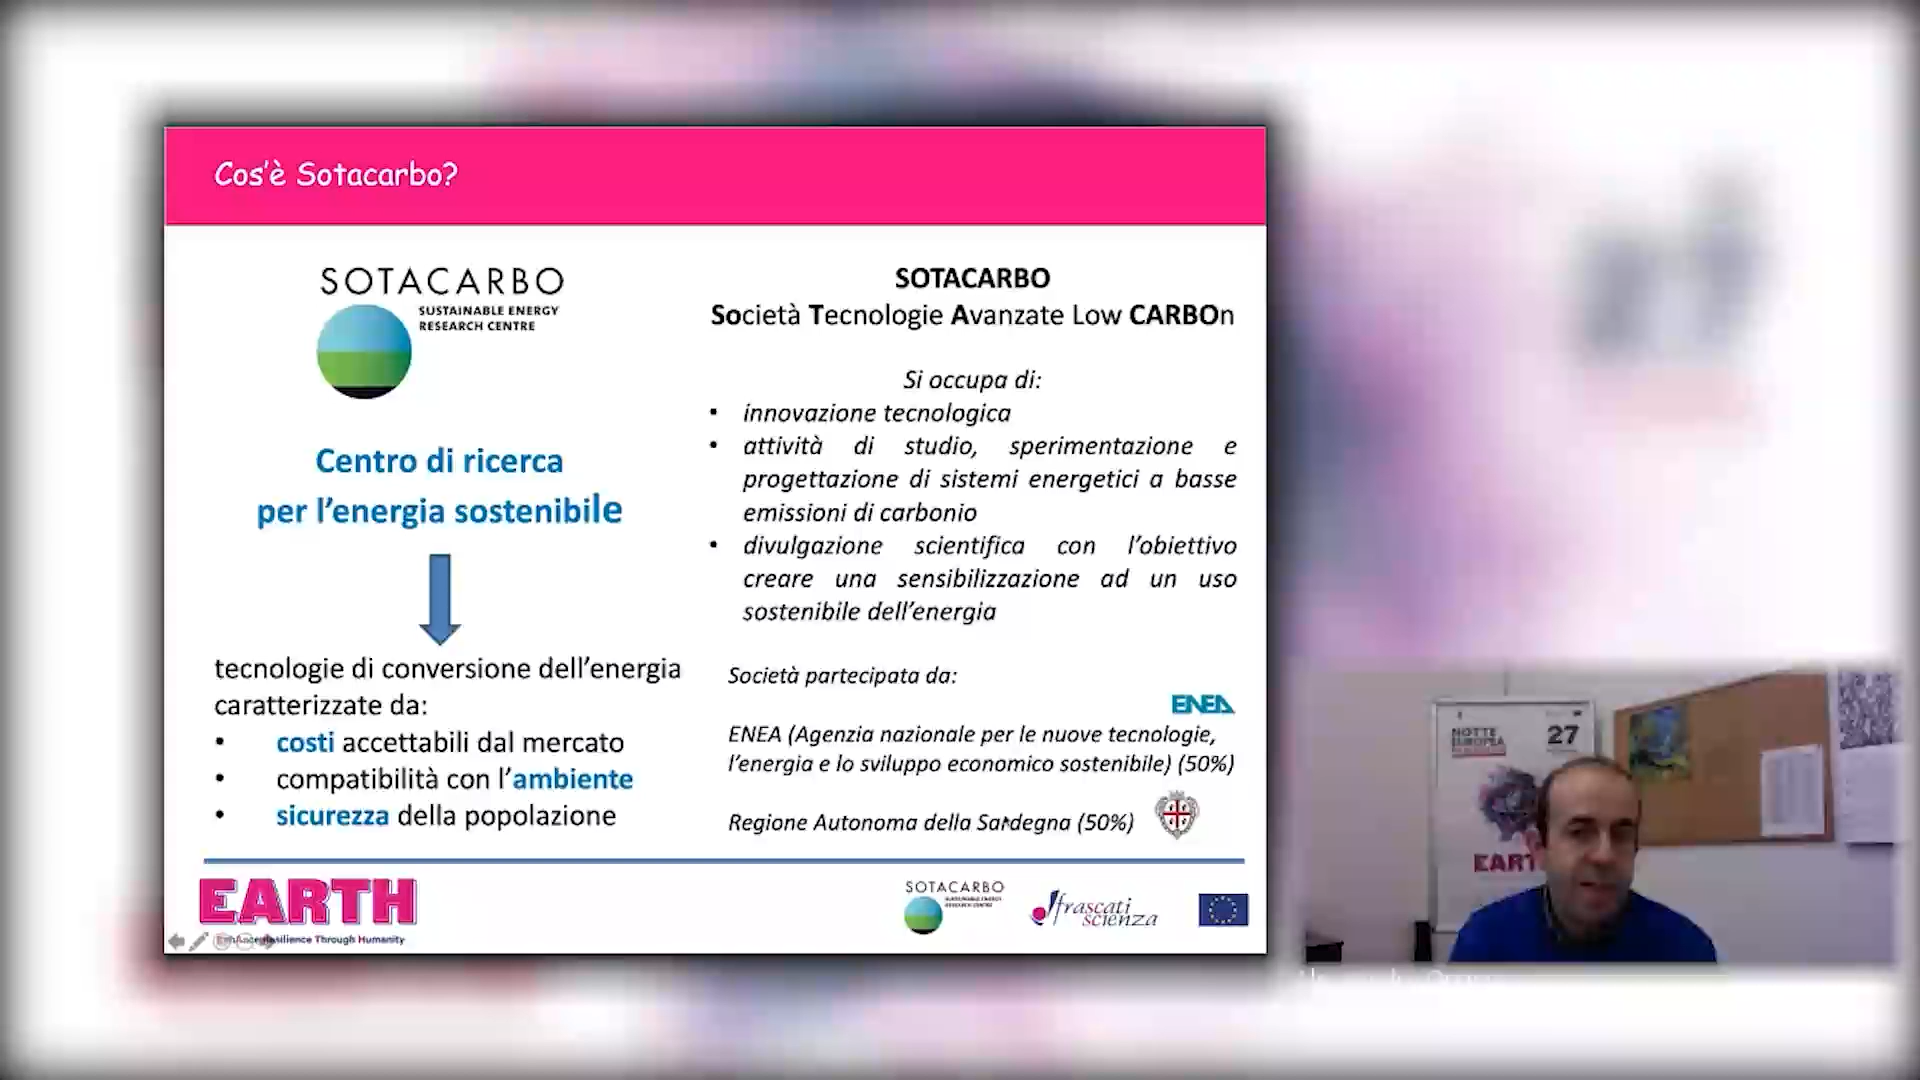 Cos'è Sotacarbo?
SOTACARBO
SUSTAINABLE ENERGY
RESEARCH CENTRE
Centro di ricerca
per l'energia sostenibile
tecnologie di conversione dell'energia
caratterizzate da:
• costi accettabili dal mercato
• compatibilità con l'ambiente
• sicurezza della popolazione
SOTACARBO
Società Tecnologie Avanzate Low CARBOn
Si occupa di:
• innovazione tecnologica
• attività di studio, sperimentazione e
progettazione di sistemi energetici a basse
emissioni di carbonio
• divulgazione scientifica con l'obiettivo
creare una sensibilizzazione ad un uso
sostenibile dell'energia
Società partecipata da:
ENEA
ENEA (Agenzia nazionale per le nuove tecnologie,
l'energia e lo sviluppo economico sostenibile) (50%)
Regione Autonoma della Sardegna (50%)
EARTH
Resilience Through Humanity
SOTACARBO
SUSTAINABLE ENERGY
RESEARCH CENTRE
frascati
scienza
NOTTE
EUROPEA
27
EART